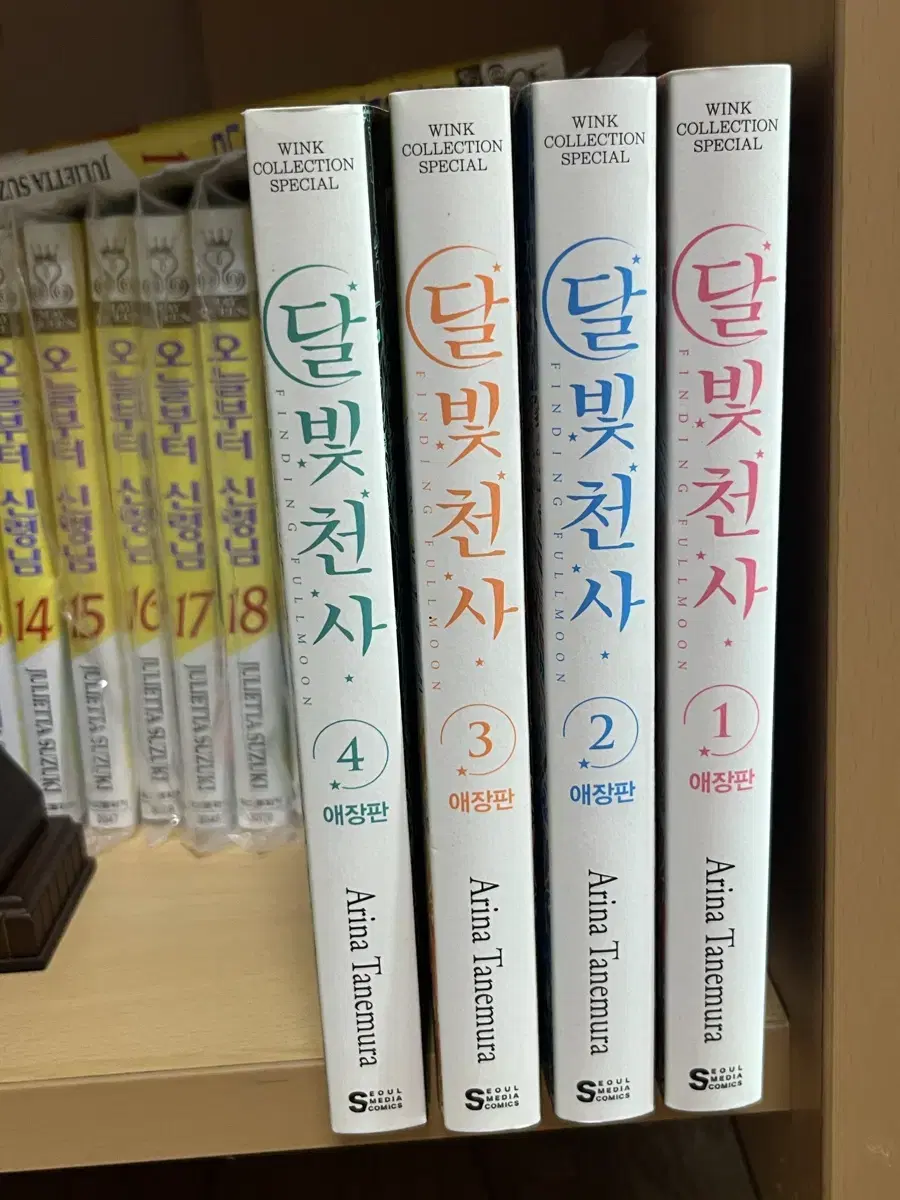 WINK
COLLECTION
SPECIAL
달빛천사
FINDING FULLMOON
4
애장판
Arina Tanemura
SEOUL
MEDIA
COMICS
WINK
COLLECTION
SPECIAL
달빛천사
FINDING FULLMOON
3
애장판
Arina Tanemura
SEOUL
MEDIA
COMICS
WINK
COLLECTION
SPECIAL
달빛천사
FINDING FULLMOON
2
애장판
Arina Tanemura
SEOUL
MEDIA
COMICS
WINK
COLLECTION
SPECIAL
달빛천사
FINDING FULLMOON
1
애장판
Arina Tanemura
SEOUL
MEDIA
COMICS
오늘부터 신령님
14
JULIETTA SUZUKI
오늘부터 신령님
15
JULIETTA SUZUKI
오늘부터 신령님
16
JULIETTA SUZUKI
오늘부터 신령님
17
JULIETTA SUZUKI
오늘부터 신령님
18
JULIETTA SUZUKI